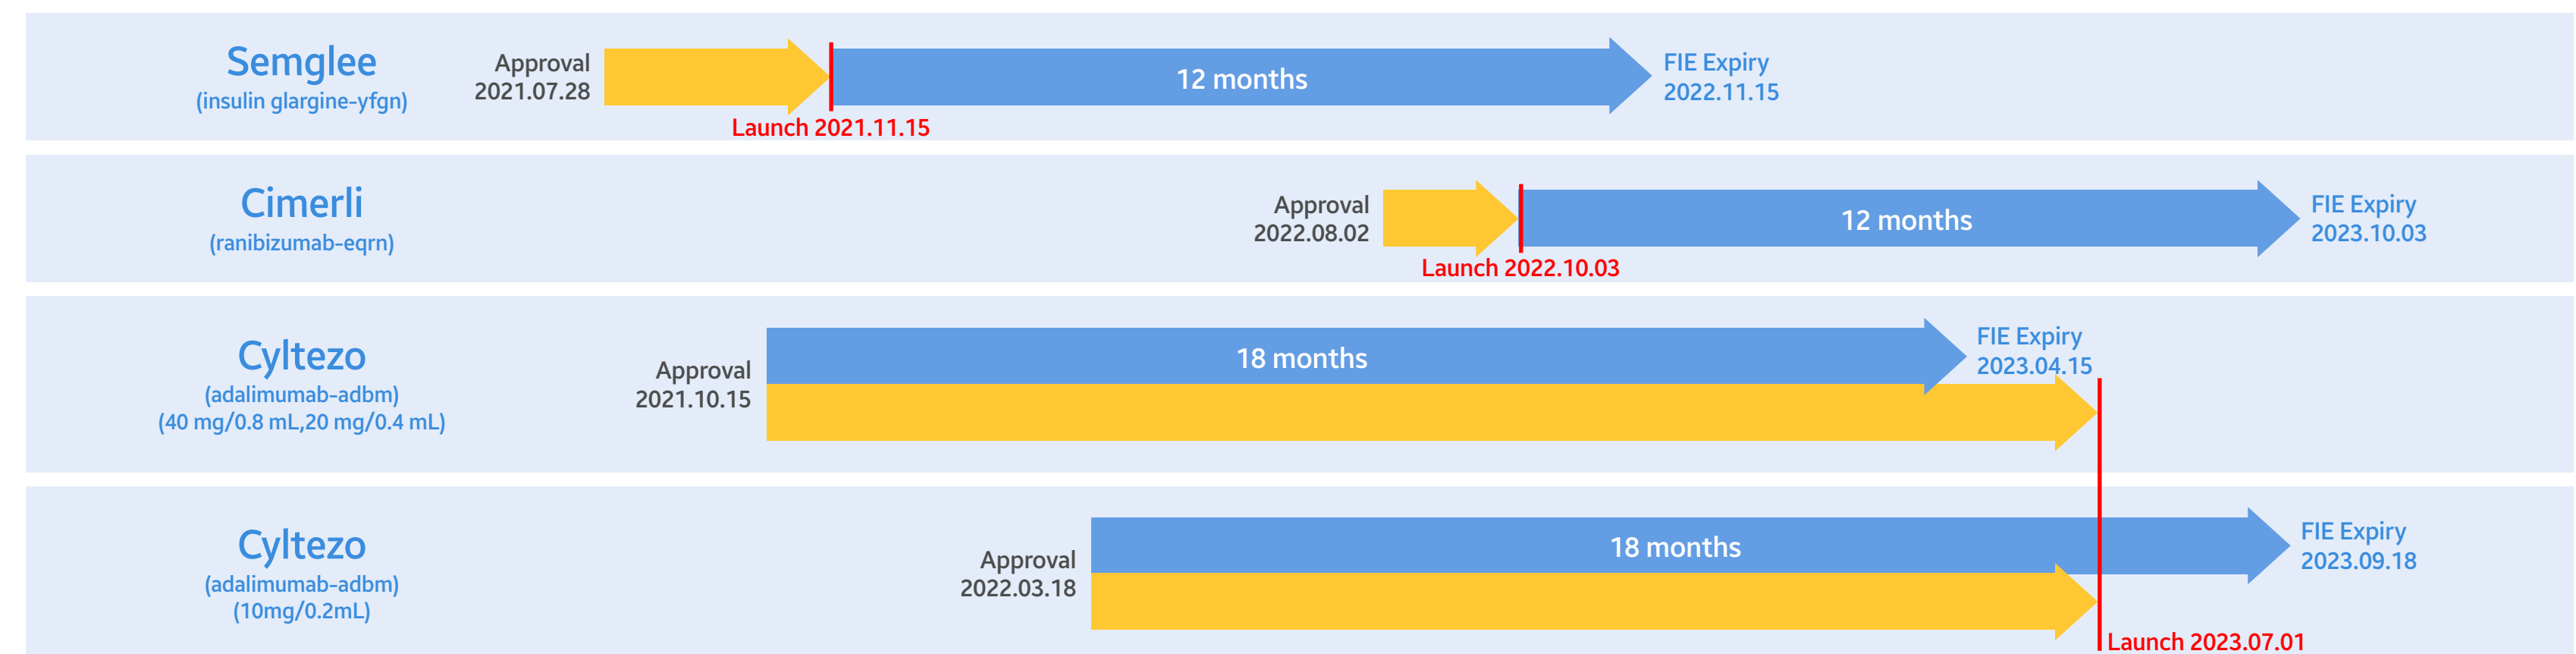 Semglee
(insulin glargine-yfgn)
Approval
2021.07.28
12 months
FIE Expiry
2022.11.15
Launch 2021.11.15
Cimerli
(ranibizumab-eqrn)
Approval
2022.08.02
12 months
FIE Expiry
2023.10.03
Launch 2022.10.03
Cyltezo
(adalimumab-adbm)
(40 mg/0.8 mL,20 mg/0.4 mL)
Approval
2021.10.15
18 months
FIE Expiry
2023.04.15
Cyltezo
(adalimumab-adbm)
(10mg/0.2mL)
Approval
2022.03.18
18 months
FIE Expiry
2023.09.18
Launch 2023.07.01